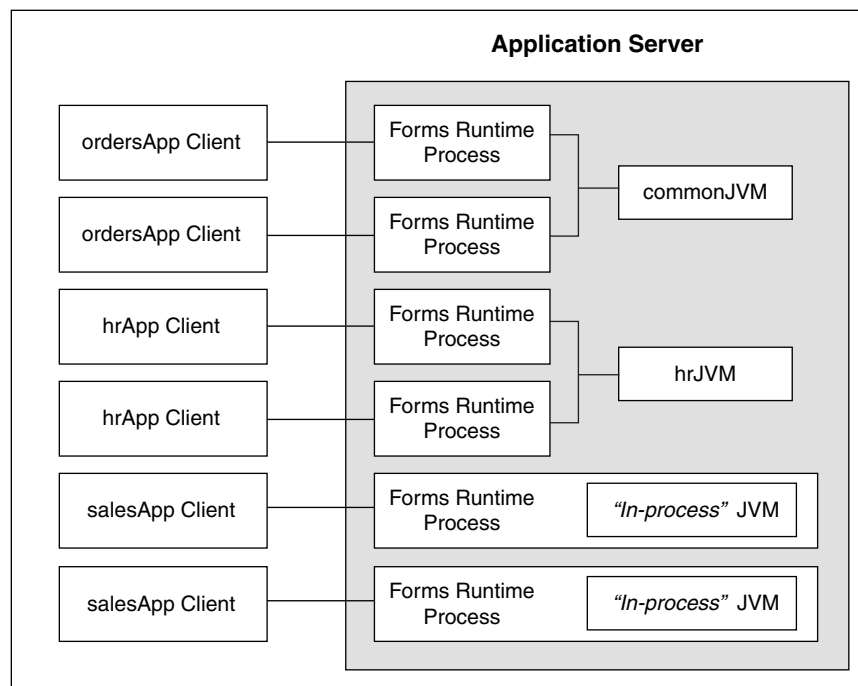 Application Server
ordersApp Client
Forms Runtime
Process
commonJVM
ordersApp Client
Forms Runtime
Process
hrApp Client
Forms Runtime
Process
hrJVM
hrApp Client
Forms Runtime
Process
salesApp Client
Forms Runtime
Process
“In-process” JVM
salesApp Client
Forms Runtime
Process
“In-process” JVM